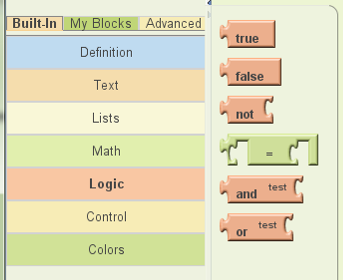 Built-In My Blocks Advanced
Definition
Text
Lists
Math
Logic
Control
Colors
true
false
not
=
and test
or test